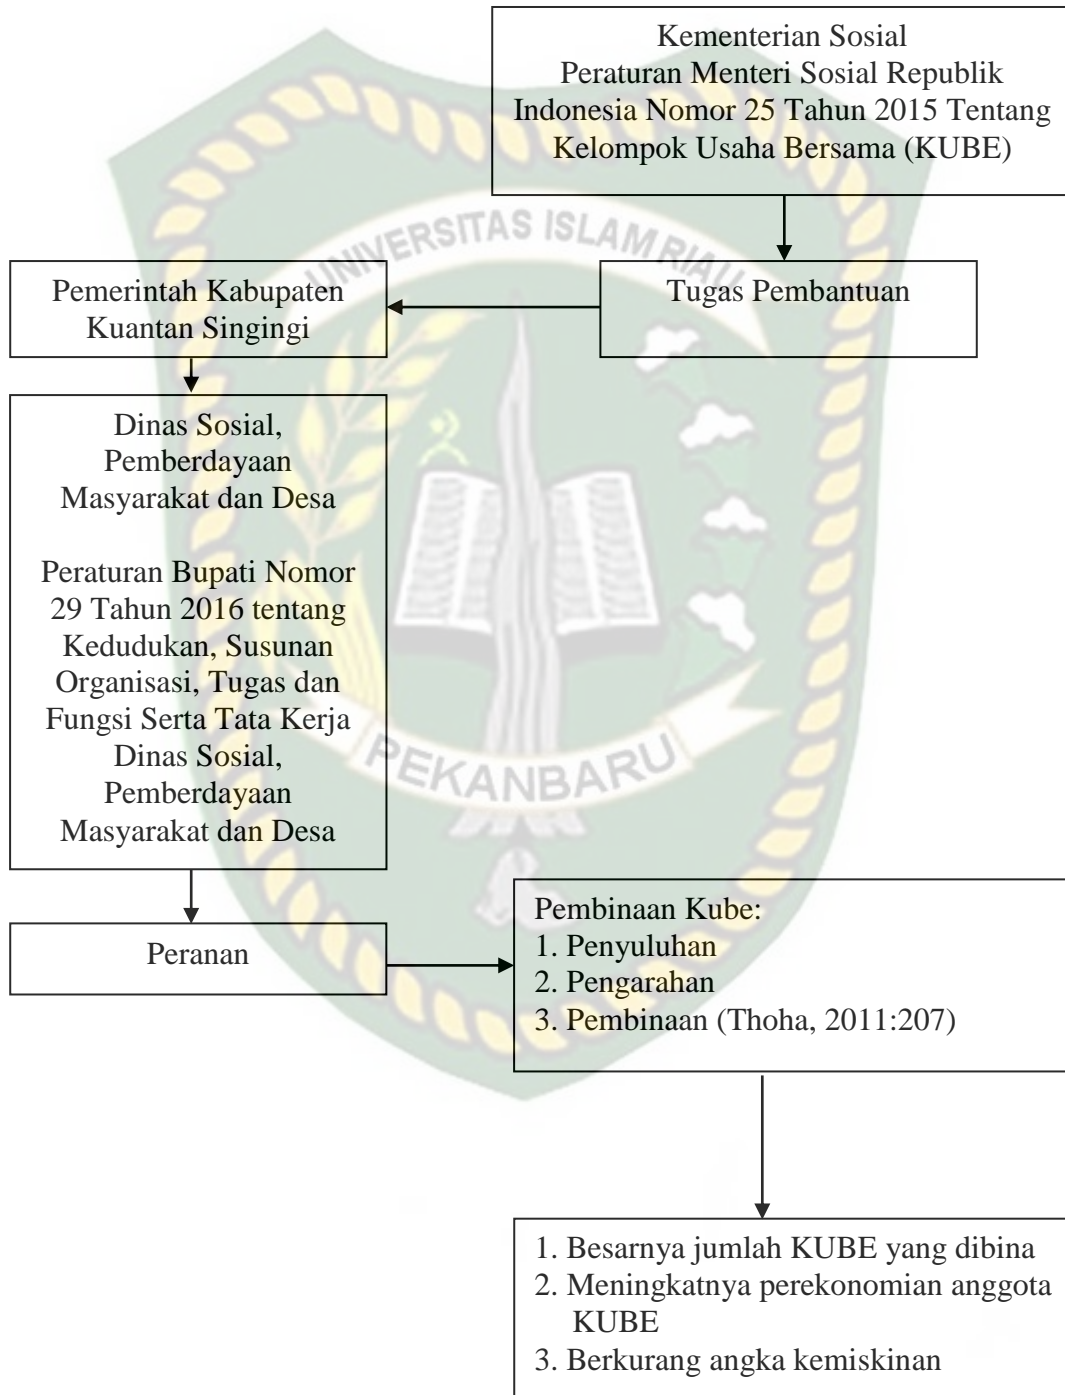 Kementerian Sosial
Peraturan Menteri Sosial Republik
Indonesia Nomor 25 Tahun 2015 Tentang
Kelompok Usaha Bersama (KUBE)
UNIVERSITAS ISLAM RIAU
Tugas Pembantuan
Pemerintah Kabupaten
Kuantan Singingi
Dinas Sosial,
Pemberdayaan
Masyarakat dan Desa
Peraturan Bupati Nomor
29 Tahun 2016 tentang
Kedudukan, Susunan
Organisasi, Tugas dan
Fungsi Serta Tata Kerja
Dinas Sosial,
Pemberdayaan
Masyarakat dan Desa
PEKANBARU
Peranan
Pembinaan Kube:
1. Penyuluhan
2. Pengarahan
3. Pembinaan (Thoha, 2011:207)
1. Besarnya jumlah KUBE yang dibina
2. Meningkatnya perekonomian anggota
KUBE
3. Berkurang angka kemiskinan